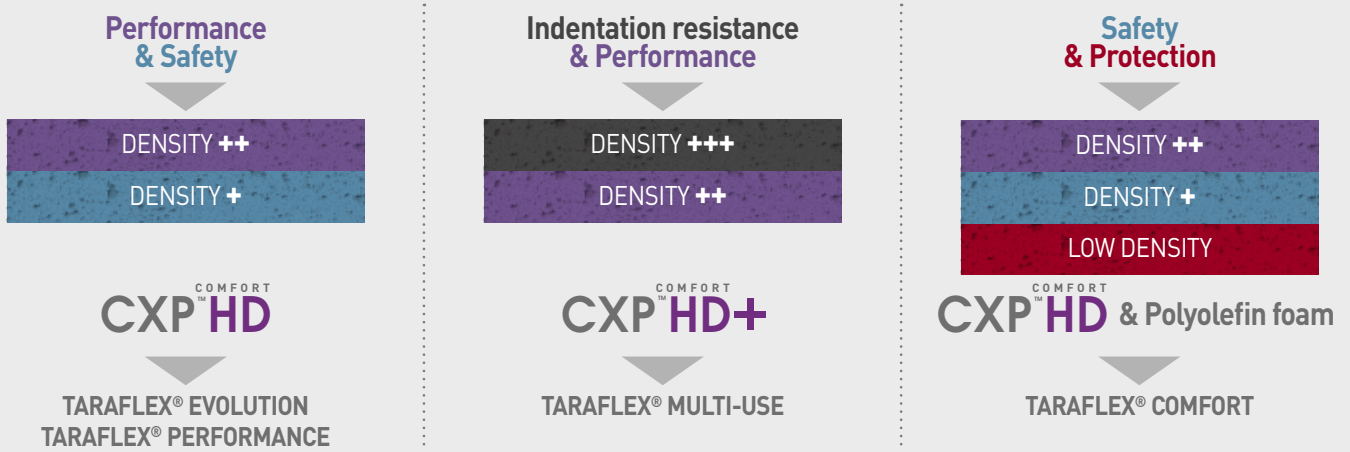 Performance
& Safety
DENSITY ++
DENSITY +
COMFORT
CXP™HD
TARAFLEX® EVOLUTION
TARAFLEX® PERFORMANCE
Indentation resistance
& Performance
DENSITY +++
DENSITY ++
COMFORT
CXP™HD+
TARAFLEX® MULTI-USE
Safety
& Protection
DENSITY ++
DENSITY +
LOW DENSITY
COMFORT
CXP™HD & Polyolefin foam
TARAFLEX® COMFORT